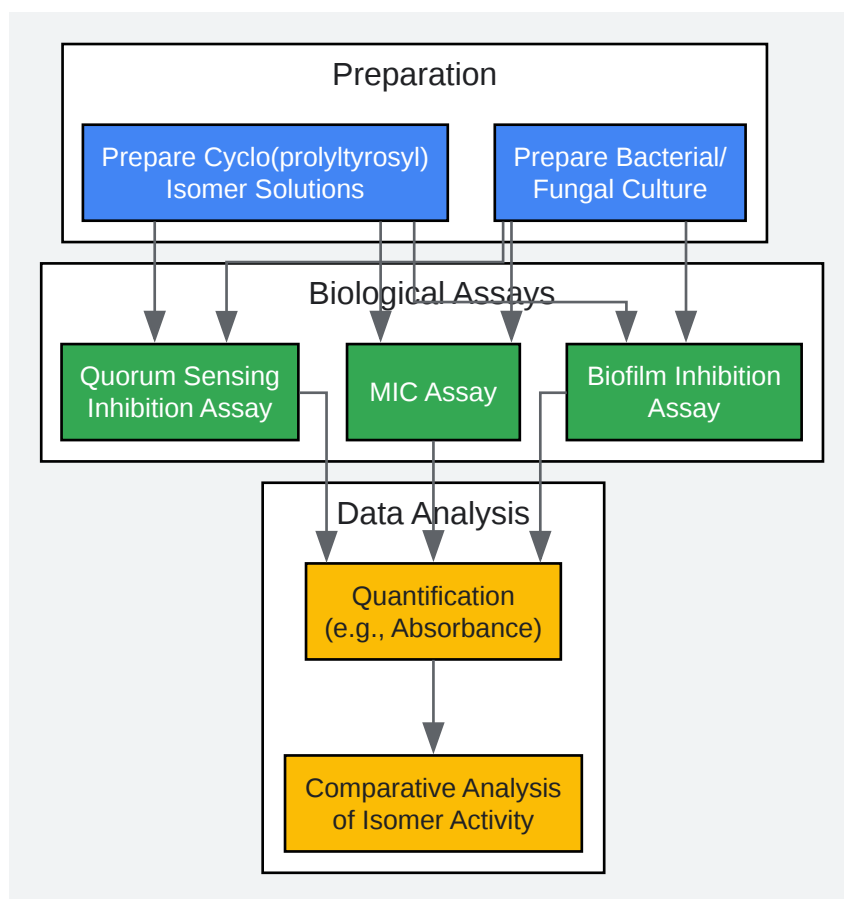 Preparation
Prepare Cyclo(prolyltyrosyl)
Isomer Solutions
Prepare Bacterial/
Fungal Culture
Biological Assays
Quorum Sensing
Inhibition Assay
MIC Assay
Biofilm Inhibition
Assay
Data Analysis
Quantification
(e.g., Absorbance)
Comparative Analysis
of Isomer Activity